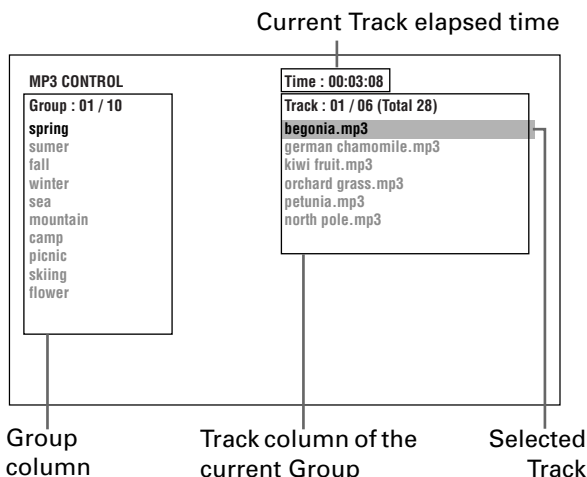 Current Track elapsed time
MP3 CONTROL
Time : 00:03:08
Group : 01 / 10
spring
sumer
fall
winter
sea
mountain
camp
picnic
skiing
flower
Track : 01 / 06 (Total 28)
begonia.mp3
german chamomile.mp3
kiwi fruit.mp3
orchard grass.mp3
petunia.mp3
north pole.mp3
Group
column
Track column of the
current Group
Selected
Track